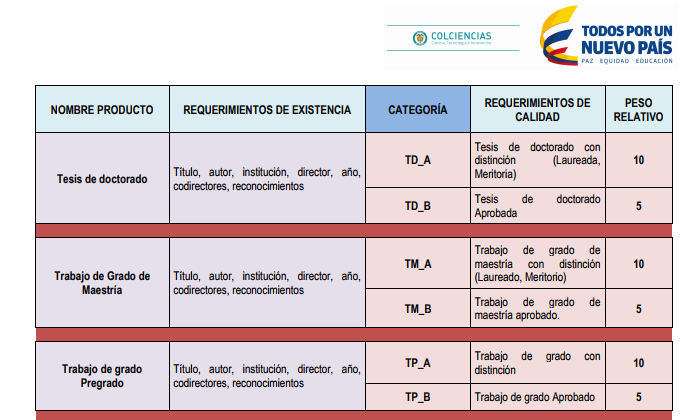 COLCIENCIAS
Ciencia, Tecnología e Innovación
TODOS POR UN
NUEVO PAÍS
PAZ EQUIDAD EDUCACIÓN
NOMBRE PRODUCTO
REQUERIMIENTOS DE EXISTENCIA
CATEGORÍA
REQUERIMIENTOS DE
CALIDAD
PESO
RELATIVO
Tesis de doctorado
Título, autor, institución, director, año,
codirectores, reconocimientos
TD_A
Tesis de doctorado con
distinción (Laureada,
Meritoria)
10
TD_B
Tesis de doctorado
Aprobada
5
Trabajo de Grado de
Maestría
Título, autor, institución, director, año,
codirectores, reconocimientos
TM_A
Trabajo de grado de
maestría con distinción
(Laureado, Meritorio)
10
TM_B
Trabajo de grado de
maestría aprobado.
5
Trabajo de grado
Pregrado
Título, autor, institución, director, año,
codirectores, reconocimientos
TP_A
Trabajo de grado con
distinción
10
TP_B
Trabajo de grado Aprobado
5